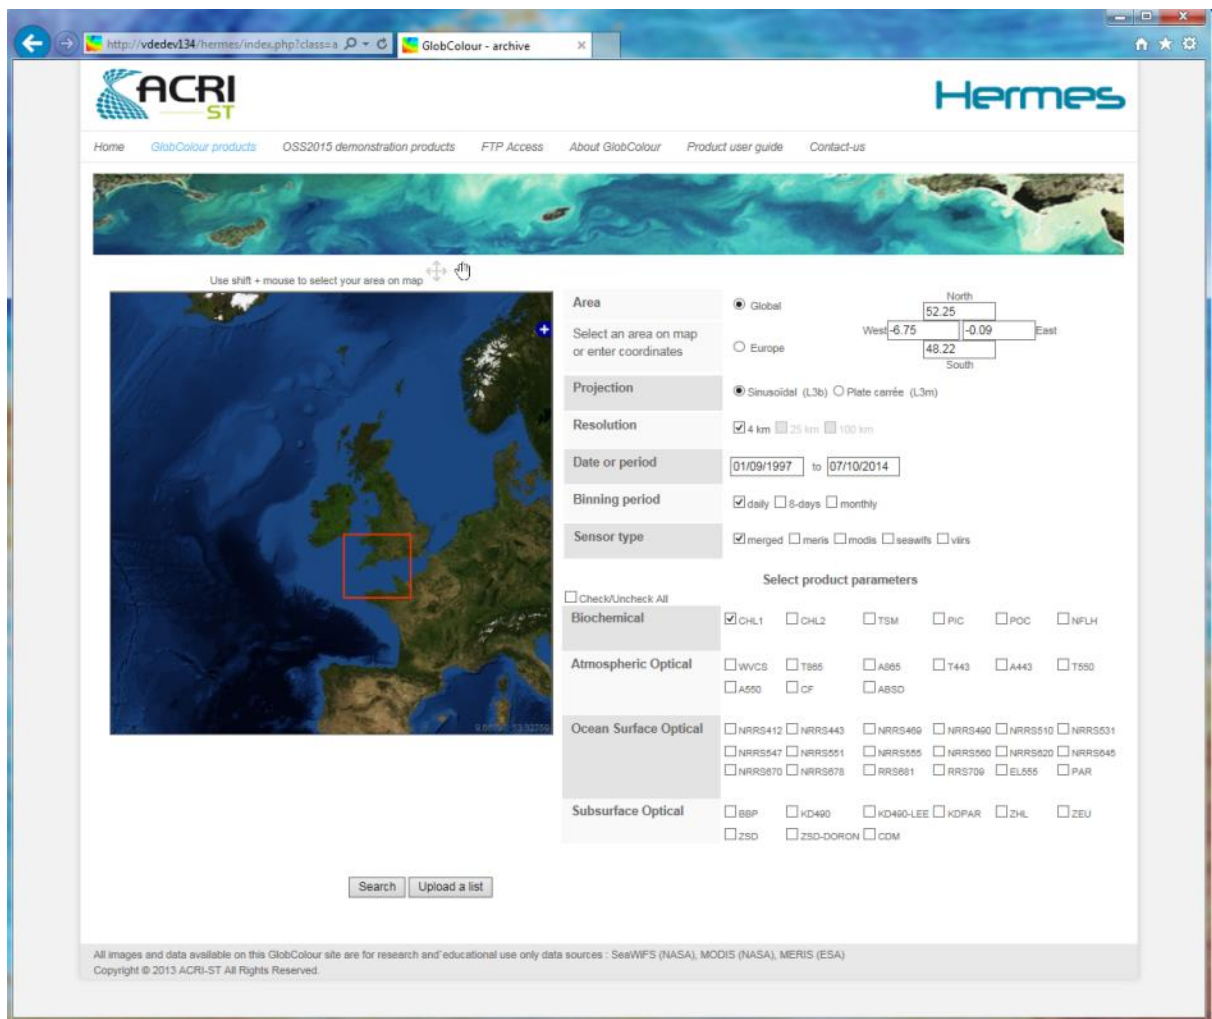 http://vdedev134/hermes/index.php?class=a
GlobColour - archive
ACRI
ST
Hermes
Home GlobColour products OSS2015 demonstration products FTP Access About GlobColour Product user guide Contact-us
Use shift + mouse to select your area on map
Area
Global
North
52.25
Select an area on map
or enter coordinates
West -6.75 -0.09 East
Europe
48.22
South
Projection
Sinusoïdal (L3b) Plate carrée (L3m)
Resolution
4 km 25 km 100 km
Date or period
01/09/1997 to 07/10/2014
Binning period
daily 8-days monthly
Sensor type
merged meris modis seawifs viirs
Select product parameters
Check/Uncheck All
Biochemical
CHL1 CHL2 TSM PIC POC NFLH
Atmospheric Optical
WVCS T865 A865 T443 A443 T550
A550 CF ABSD
Ocean Surface Optical
NRRS412 NRRS443 NRRS469 NRRS490 NRRS510 NRRS531
NRRS547 NRRS551 NRRS555 NRRS560 NRRS620 NRRS645
NRRS670 NRRS678 RRS681 RRS709 EL555 PAR
Subsurface Optical
BBP KD490 KD490-LEE KDPAR ZHL ZEU
ZSD ZSD-DORON CDM
Search Upload a list
All images and data available on this GlobColour site are for research and educational use only data sources : SeaWiFS (NASA), MODIS (NASA), MERIS (ESA)
Copyright © 2013 ACRI-ST All Rights Reserved.